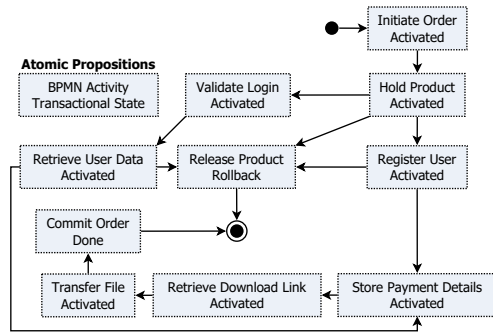 Initiate Order
Activated
Atomic Propositions
BPMN Activity
Transactional State
Validate Login
Activated
Hold Product
Activated
Retrieve User Data
Activated
Release Product
Rollback
Register User
Activated
Commit Order
Done
Transfer File
Activated
Retrieve Download Link
Activated
Store Payment Details
Activated